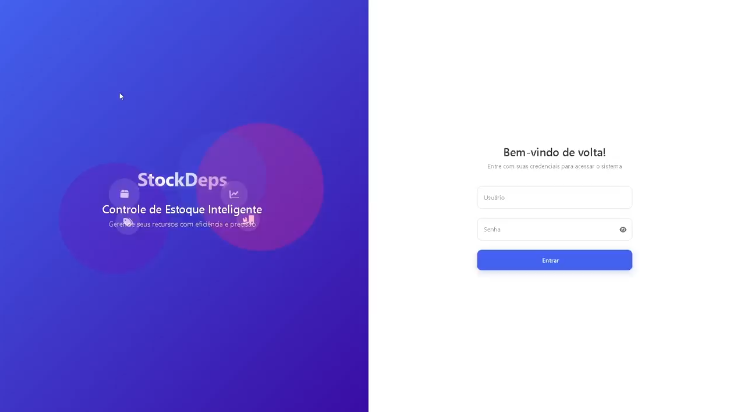 StockDeps
Controle de Estoque Inteligente
Gerencie seus recursos com eficiência e precisão
Bem-vindo de volta!
Entre com suas credenciais para acessar o sistema
Usuário
Senha
Entrar